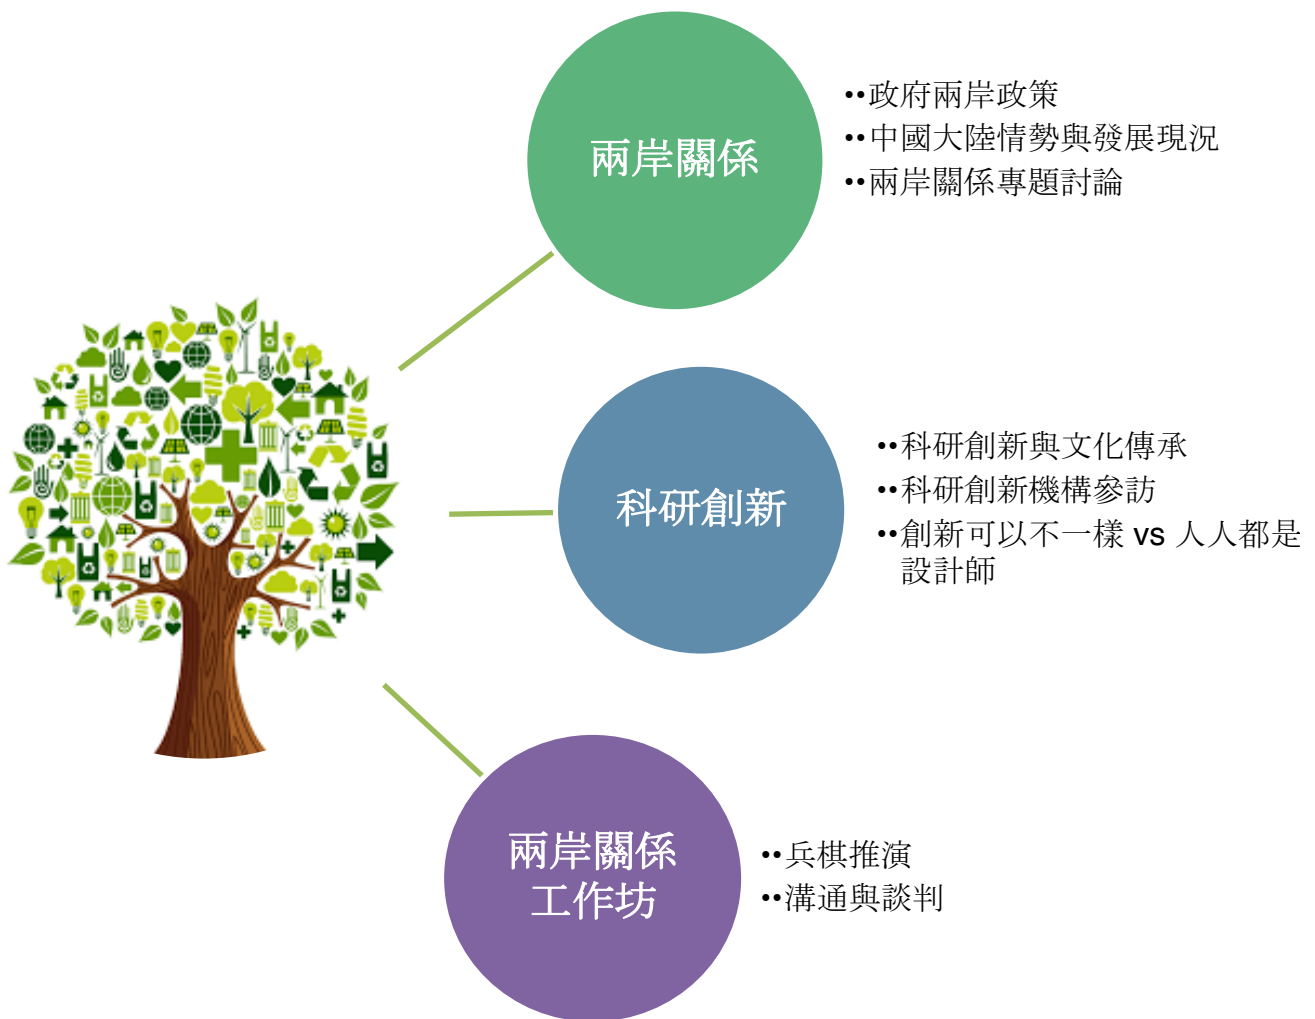 兩岸關係
••政府兩岸政策
••中國大陸情勢與發展現況
••兩岸關係專題討論
科研創新
••科研創新與文化傳承
••科研創新機構參訪
••創新可以不一樣 vs 人人都是
設計師
兩岸關係
工作坊
••兵棋推演
••溝通與談判